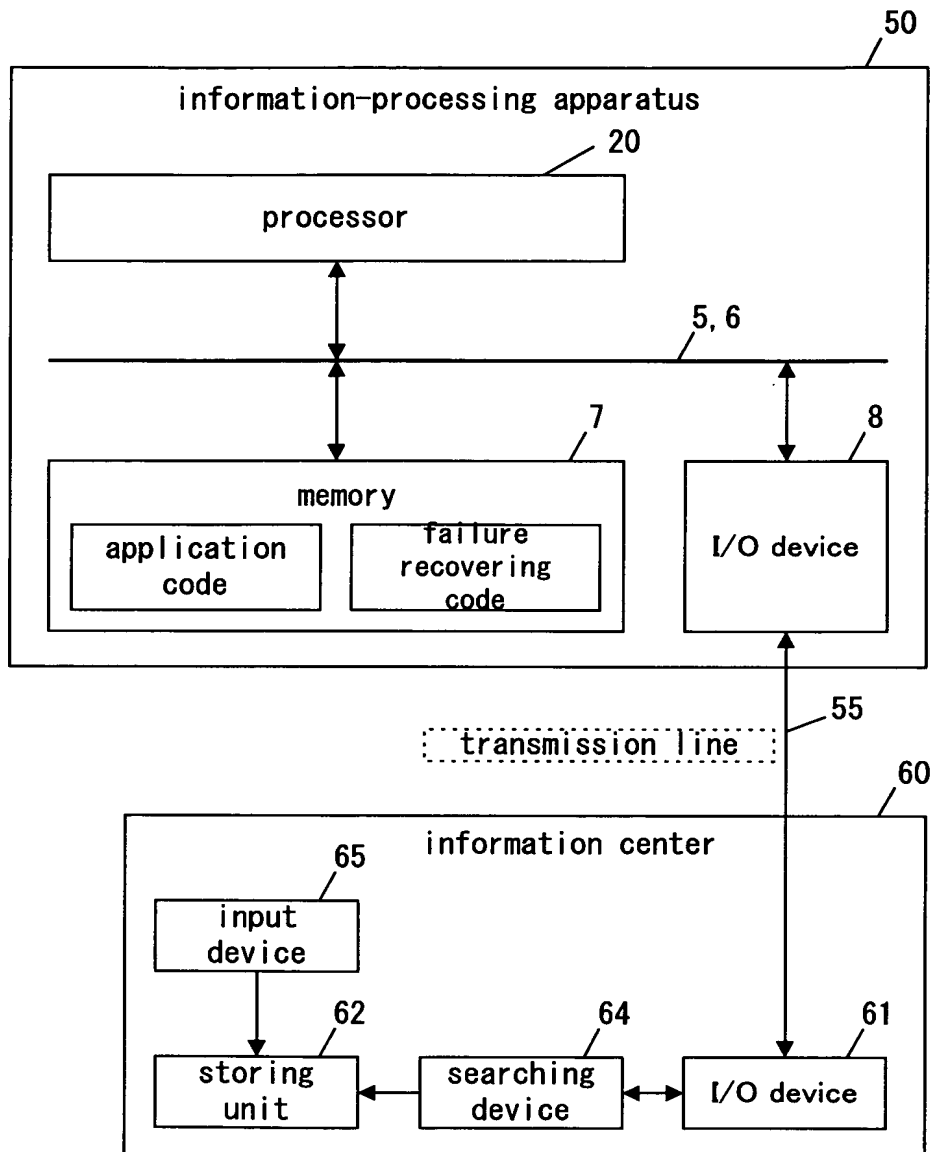 50
information-processing apparatus
20
processor
5, 6
7
8
memory
application
code
failure
recovering
code
I/O device
55
transmission line
60
information center
65
input
device
62
64
61
storing
unit
searching
device
I/O device